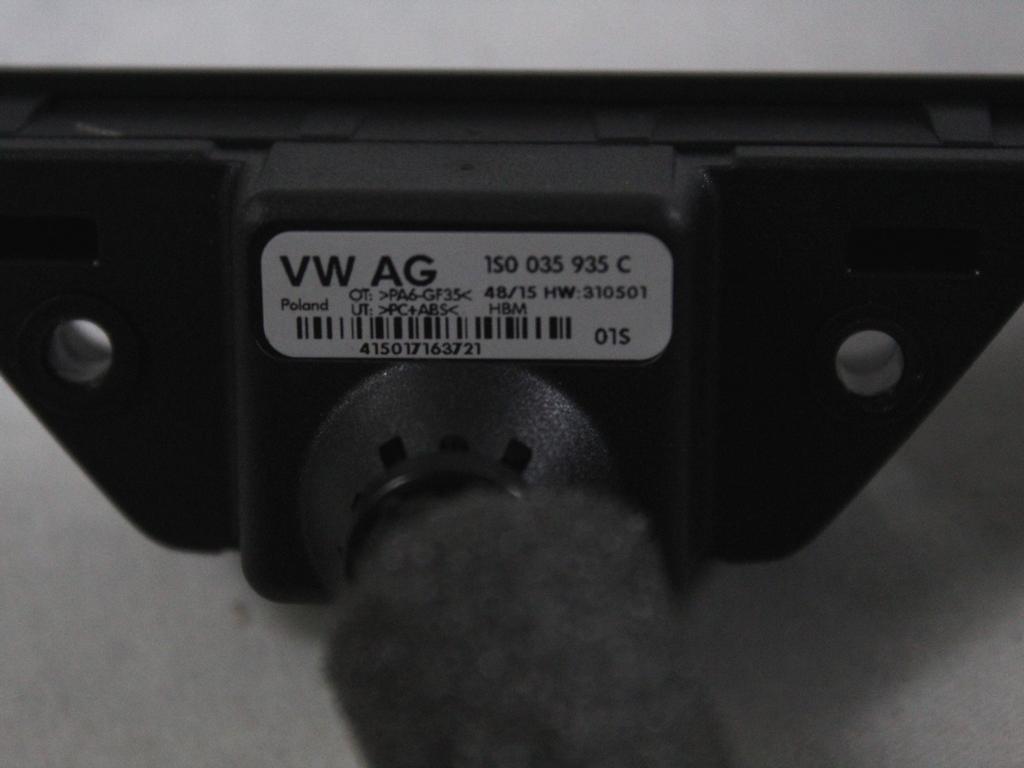 VW AG 1S0 035 935 C
Poland OT: >PA6-GF35< 48/15 HW:310501
UT: >PC+ABS< HBM
01S
415017163721